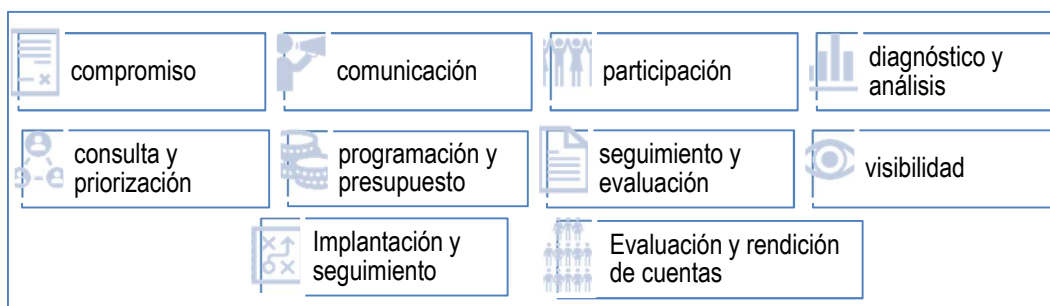 compromiso
comunicación
participación
diagnóstico y
análisis
consulta y
priorización
programación y
presupuesto
seguimiento y
evaluación
visibilidad
Implantación y
seguimiento
Evaluación y rendición
de cuentas